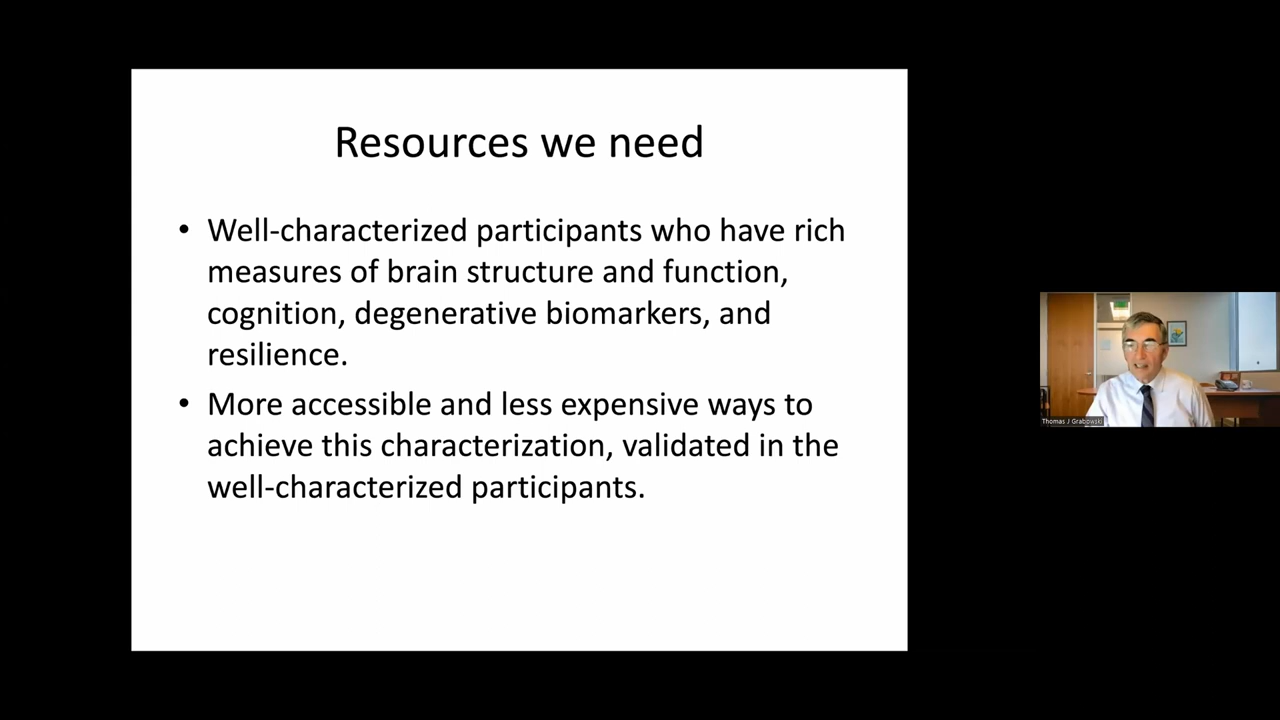 Resources we need
• Well-characterized participants who have rich
measures of brain structure and function,
cognition, degenerative biomarkers, and
resilience.
• More accessible and less expensive ways to
achieve this characterization, validated in the
well-characterized participants.
Thomas J Grabowski